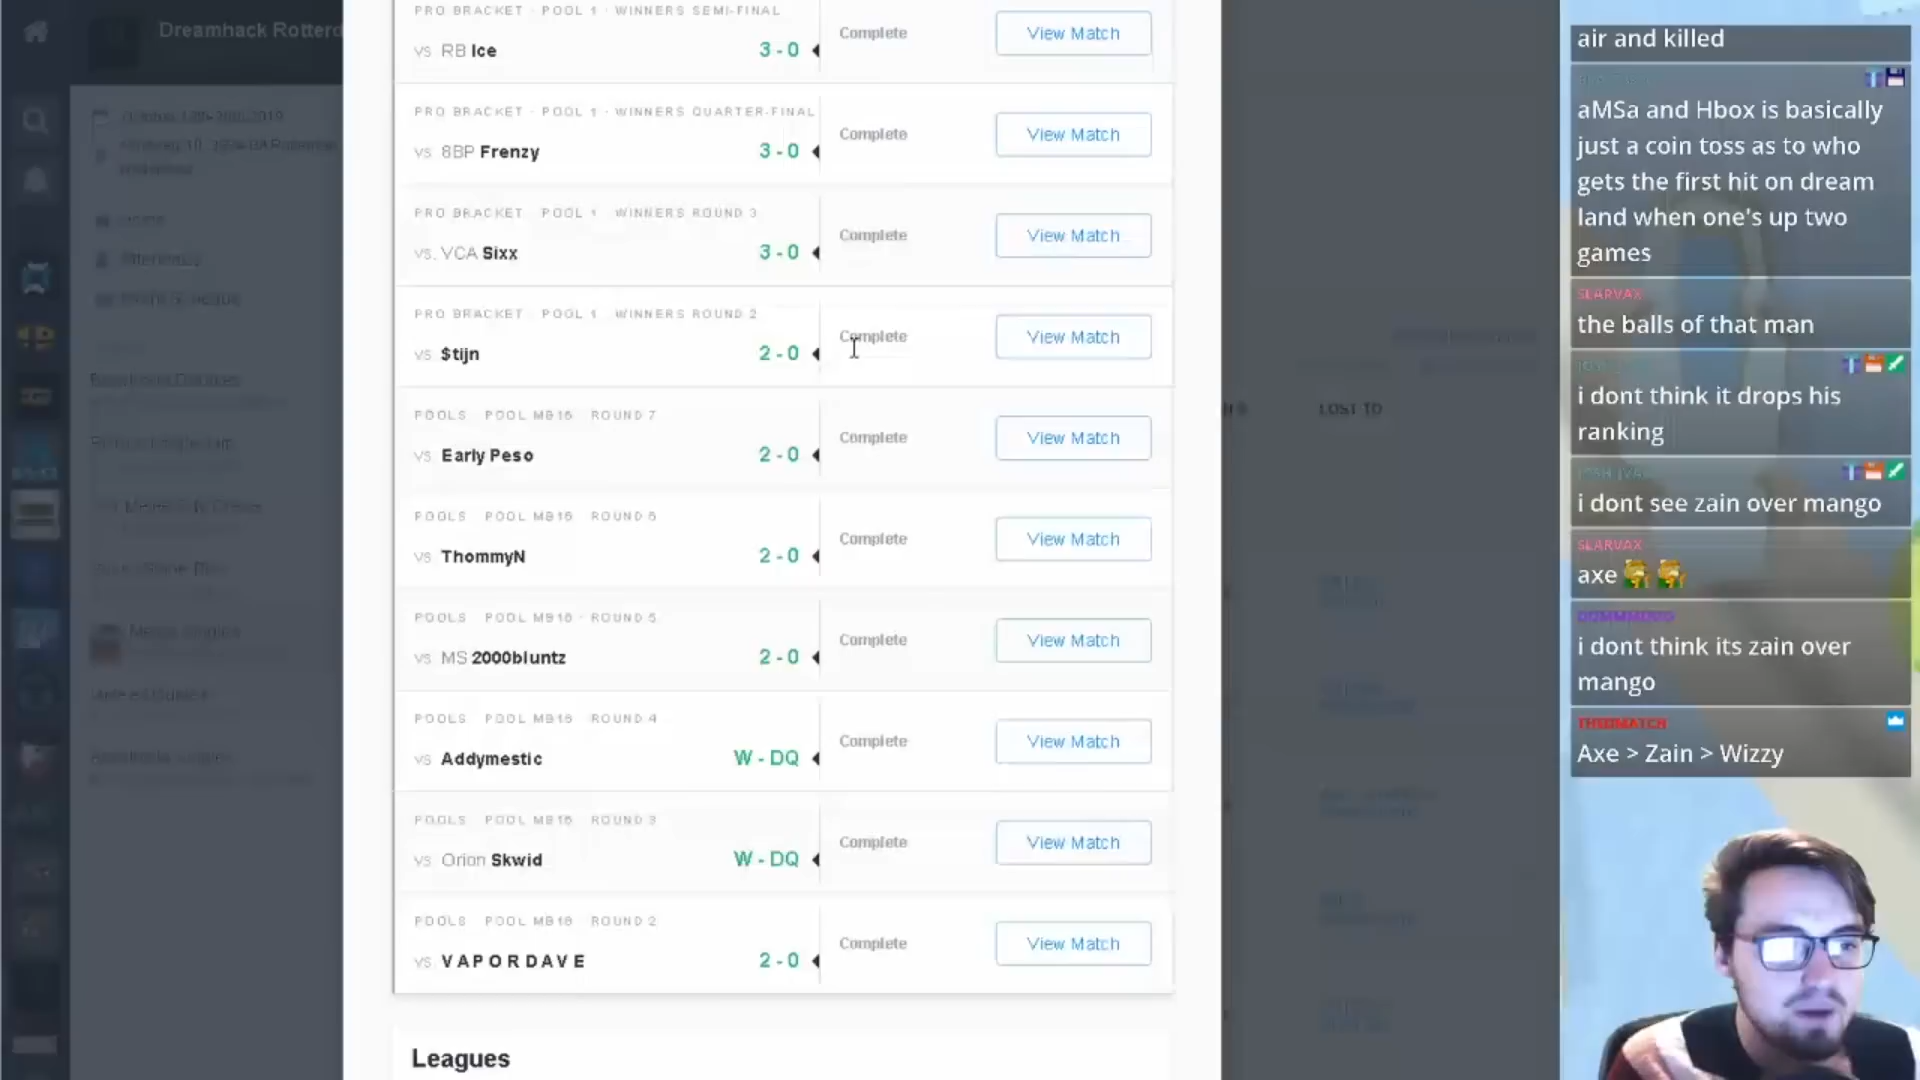 Dreamhack Rotterd
PRO BRACKET · POOL 1 · WINNERS SEMI-FINAL
vs RB Ice
3 - 0
Complete
View Match
PRO BRACKET · POOL 1 · WINNERS QUARTER-FINAL
vs 8BP Frenzy
3 - 0
Complete
View Match
PRO BRACKET POOL 1 WINNERS ROUND 3
vs. VCA Sixx
3 - 0
Complete
View Match
PRO BRACKET POOL 1 WINNERS ROUND 2
vs $tijn
2 - 0
Complete
View Match
POOLS POOL MB16 ROUND 7
vs Early Peso
2 - 0
Complete
View Match
POOLS POOL MB16 ROUND 6
vs ThommyN
2 - 0
Complete
View Match
POOLS POOL MB16 · ROUND 5
vs MS 2000bluntz
2 - 0
Complete
View Match
POOLS POOL MB16 ROUND 4
vs Addymestic
W - DQ
Complete
View Match
POOLS POOL MB16 ROUND 3
vs Orion Skwid
W - DQ
Complete
View Match
POOLS POOL MB16 ROUND 2
vs VAPORDAVE
2 - 0
Complete
View Match
Leagues
LOST TO
air and killed
aMSa and Hbox is basically
just a coin toss as to who
gets the first hit on dream
land when one's up two
games
SLARVAX
the balls of that man
i dont think it drops his
ranking
i dont see zain over mango
SLARVAX
axe
i dont think its zain over
mango
Axe > Zain > Wizzy